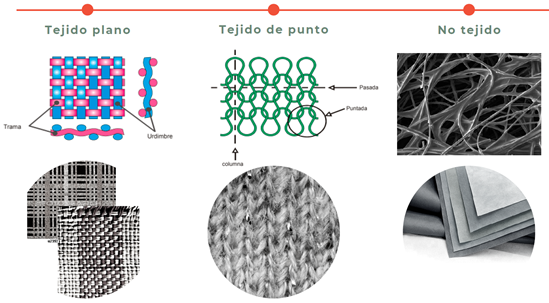 Tejido plano
Tejido de punto
No tejido
Trama
Urdimbre
Pasada
Puntada
columna